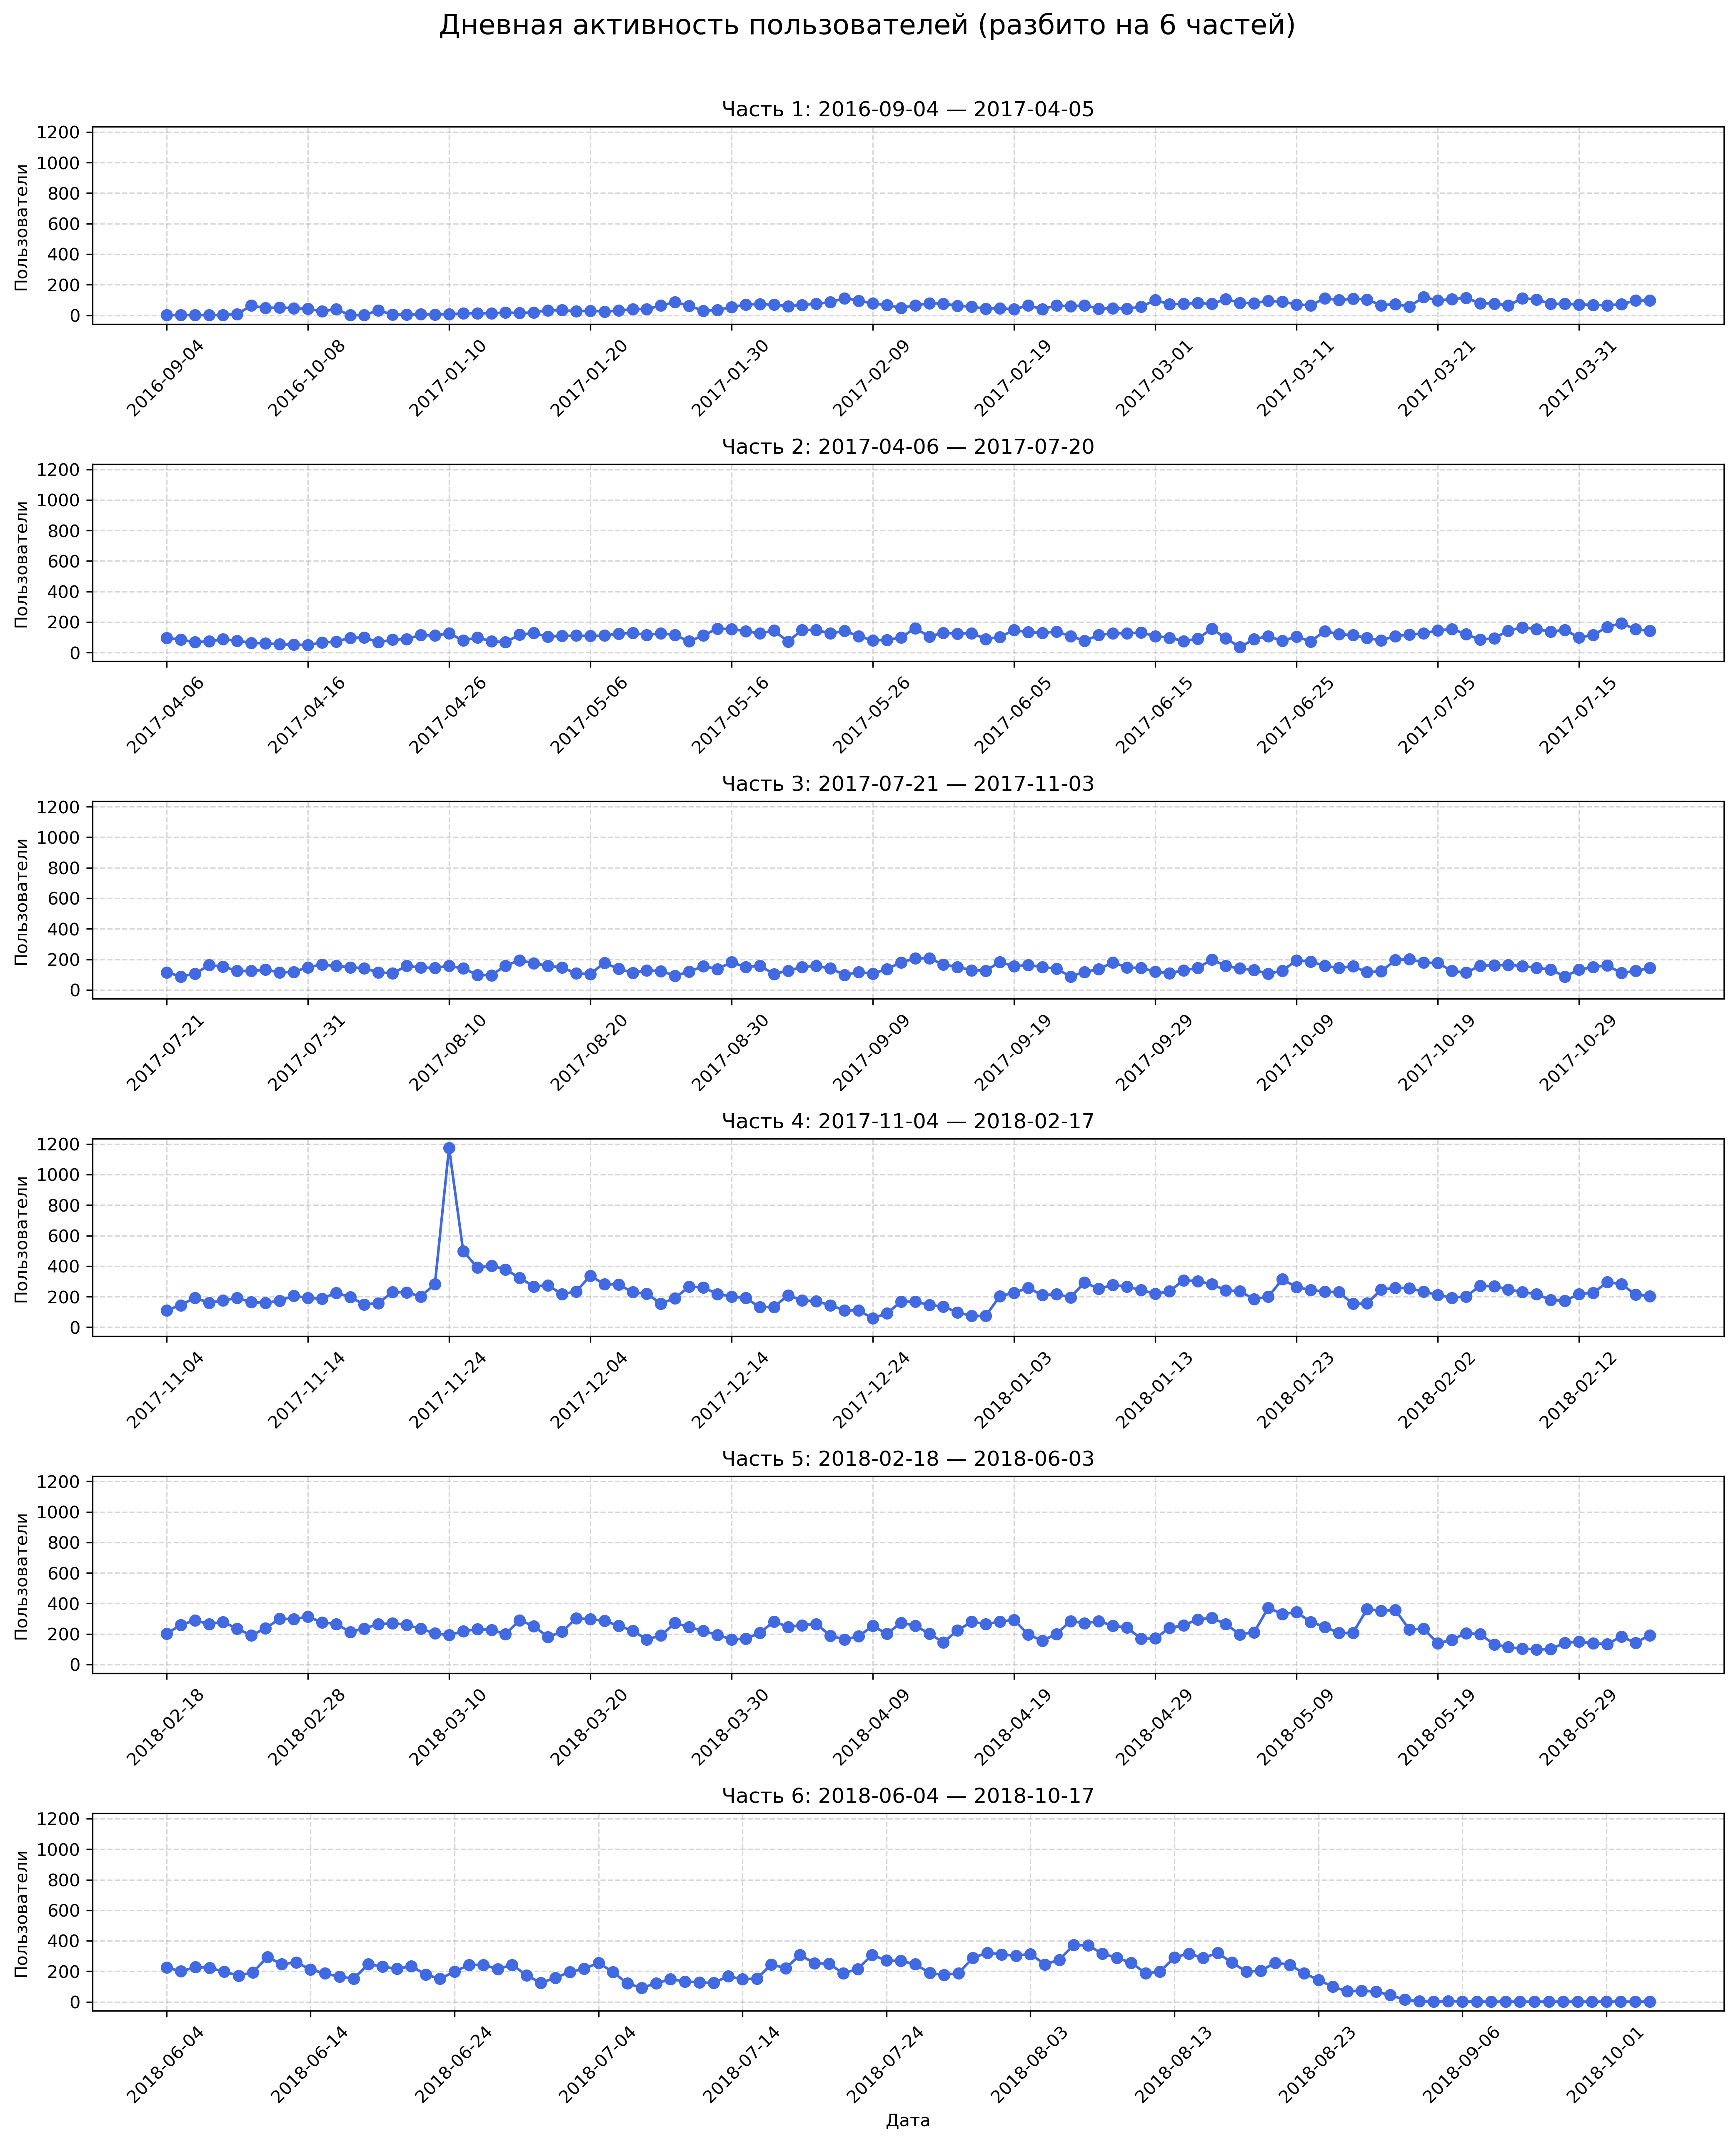 Дневная активность пользователей (разбито на 6 частей)
Часть 1: 2016-09-04 — 2017-04-05
Пользователи
1200
1000
800
600
400
200
0
2016-09-04 2016-10-08 2017-01-10 2017-01-20 2017-01-30 2017-02-09 2017-02-19 2017-03-01 2017-03-11 2017-03-21 2017-03-31
Часть 2: 2017-04-06 — 2017-07-20
Пользователи
1200
1000
800
600
400
200
0
2017-04-06 2017-04-16 2017-04-26 2017-05-06 2017-05-16 2017-05-26 2017-06-05 2017-06-15 2017-06-25 2017-07-05 2017-07-15
Часть 3: 2017-07-21 — 2017-11-03
Пользователи
1200
1000
800
600
400
200
0
2017-07-21 2017-07-31 2017-08-10 2017-08-20 2017-08-30 2017-09-09 2017-09-19 2017-09-29 2017-10-09 2017-10-19 2017-10-29
Часть 4: 2017-11-04 — 2018-02-17
Пользователи
1200
1000
800
600
400
200
0
2017-11-04 2017-11-14 2017-11-24 2017-12-04 2017-12-14 2017-12-24 2018-01-03 2018-01-13 2018-01-23 2018-02-02 2018-02-12
Часть 5: 2018-02-18 — 2018-06-03
Пользователи
1200
1000
800
600
400
200
0
2018-02-18 2018-02-28 2018-03-10 2018-03-20 2018-03-30 2018-04-09 2018-04-19 2018-04-29 2018-05-09 2018-05-19 2018-05-29
Часть 6: 2018-06-04 — 2018-10-17
Пользователи
1200
1000
800
600
400
200
0
2018-06-04 2018-06-14 2018-06-24 2018-07-04 2018-07-14 2018-07-24 2018-08-03 2018-08-13 2018-08-23 2018-09-06 2018-10-01
Дата